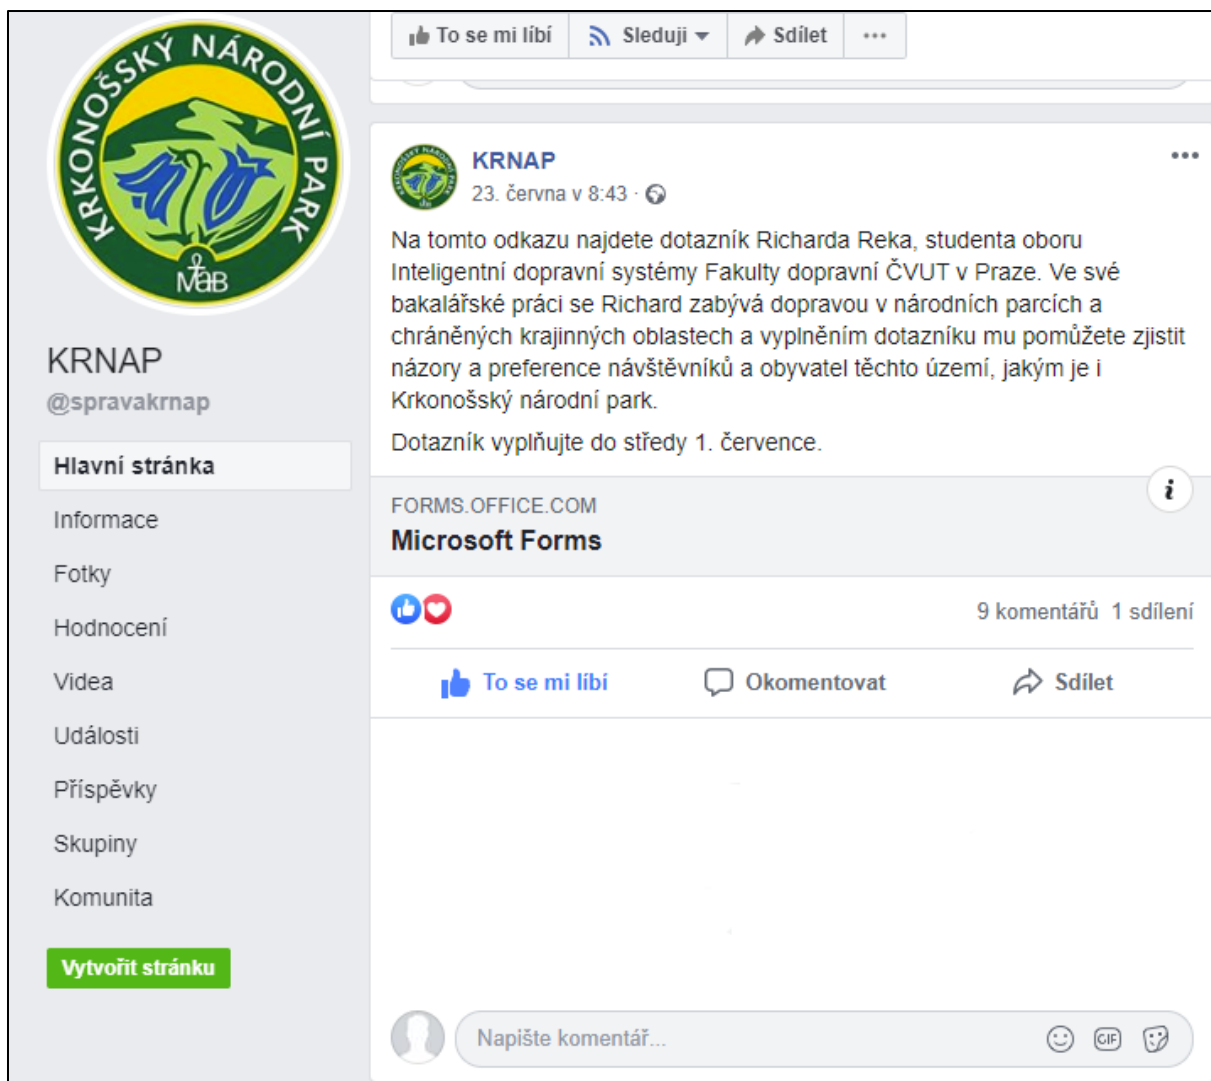 KRKONOŠSKÝ NÁRODNÍ PARK
MaB
KRNAP
@spravakrnap
Hlavní stránka
Informace
Fotky
Hodnocení
Videa
Události
Příspěvky
Skupiny
Komunita
Vytvořit stránku
To se mi líbí Sleduji Sdílet
KRNAP
23. června v 8:43 ·
Na tomto odkazu najdete dotazník Richarda Reka, studenta oboru
Inteligentní dopravní systémy Fakulty dopravní ČVUT v Praze. Ve své
bakalářské práci se Richard zabývá dopravou v národních parcích a
chráněných krajinných oblastech a vyplněním dotazníku mu pomůžete zjistit
názory a preference návštěvníků a obyvatel těchto území, jakým je i
Krkonošský národní park.
Dotazník vyplňujte do středy 1. července.
FORMS.OFFICE.COM
Microsoft Forms
9 komentářů 1 sdílení
To se mi líbí Okomentovat Sdílet
Napište komentář...
GIF